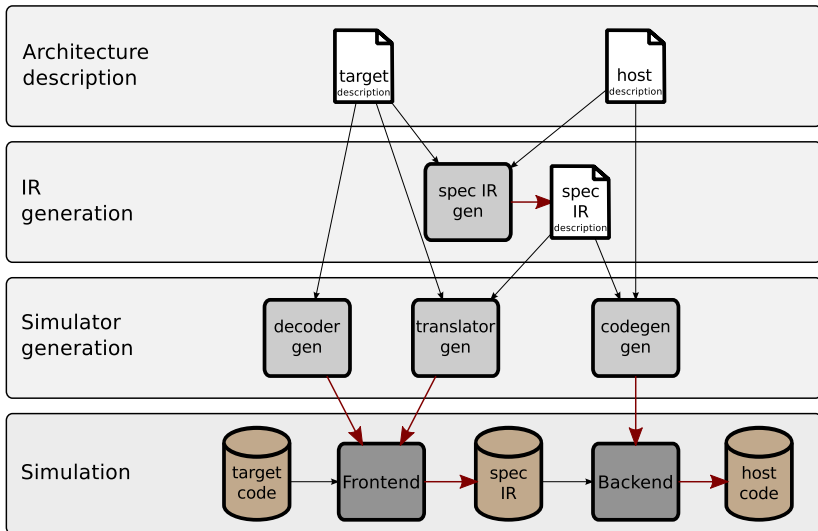 Architecture
description
target
description
host
description
IR
generation
spec IR
gen
spec
IR
description
Simulator
generation
decoder
gen
translator
gen
codegen
gen
Simulation
target
code
Frontend
spec
IR
Backend
host
code